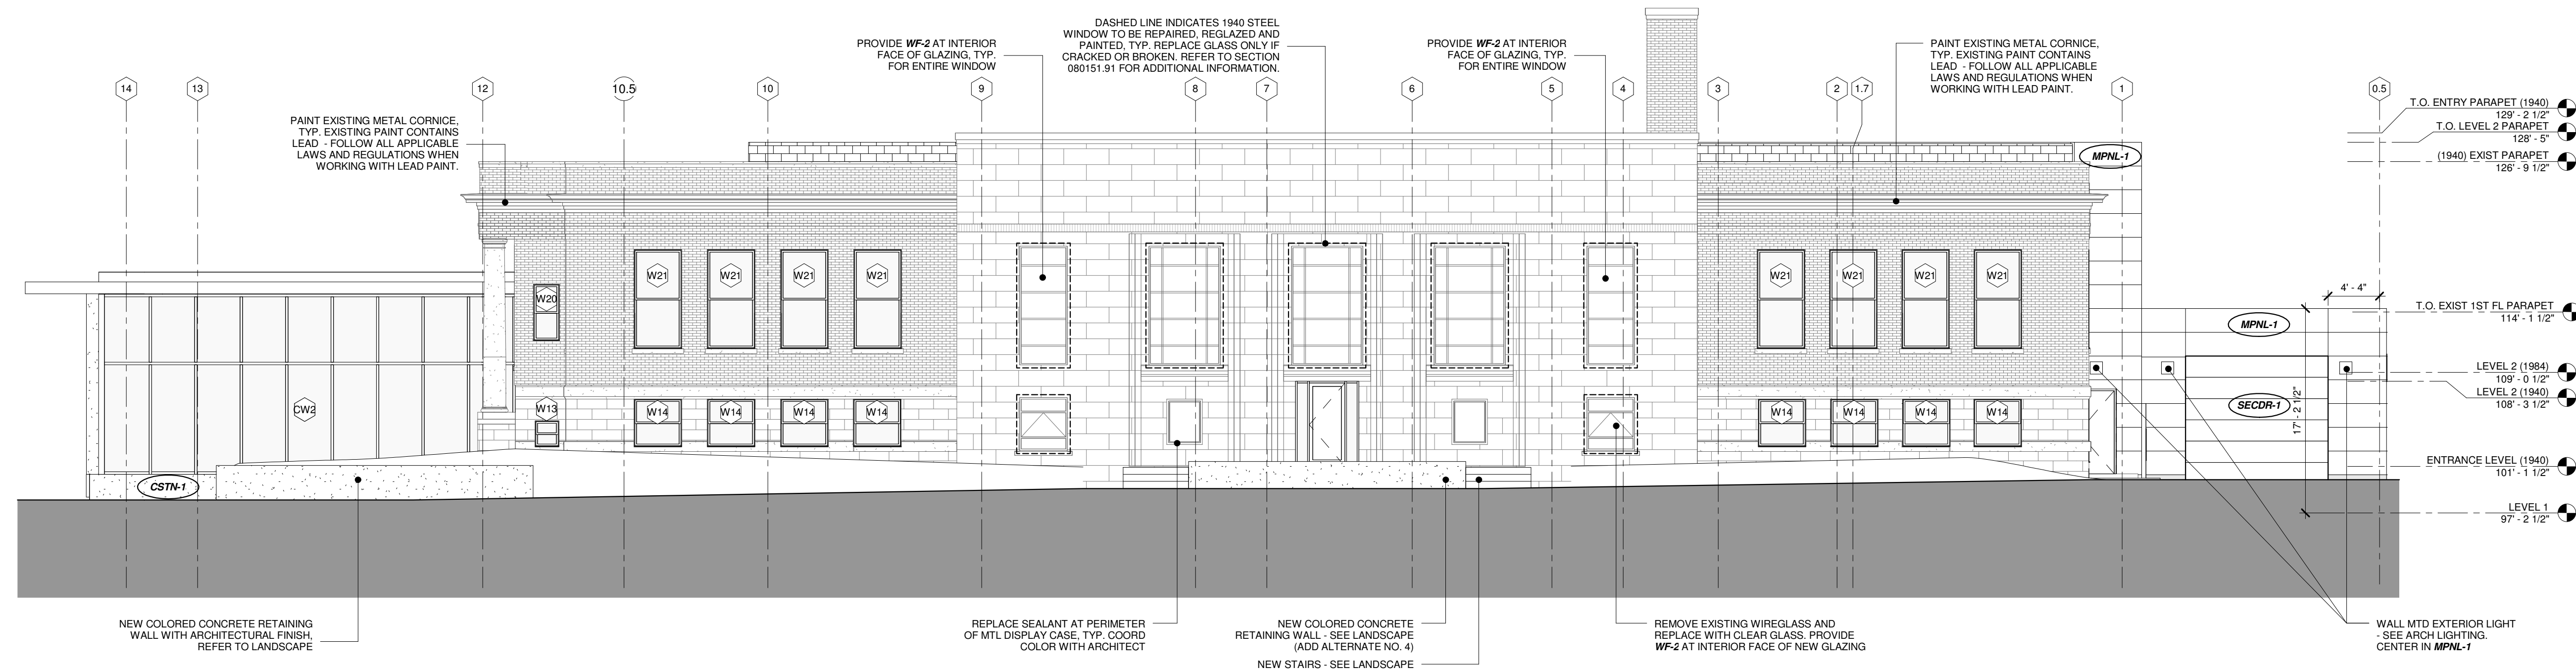 DASHED LINE INDICATES 1940 STEEL
WINDOW TO BE REPAIRED, REGLAZED AND
PAINTED, TYP. REPLACE GLASS ONLY IF
CRACKED OR BROKEN. REFER TO SECTION
080151.91 FOR ADDITIONAL INFORMATION.
PROVIDE WF-2 AT INTERIOR
FACE OF GLAZING, TYP.
FOR ENTIRE WINDOW
PROVIDE WF-2 AT INTERIOR
FACE OF GLAZING, TYP.
FOR ENTIRE WINDOW
PAINT EXISTING METAL CORNICE,
TYP. EXISTING PAINT CONTAINS
LEAD - FOLLOW ALL APPLICABLE
LAWS AND REGULATIONS WHEN
WORKING WITH LEAD PAINT.
14
13
12
10.5
10
9
8
7
6
5
4
3
2
1.7
1
0.5
PAINT EXISTING METAL CORNICE,
TYP. EXISTING PAINT CONTAINS
LEAD - FOLLOW ALL APPLICABLE
LAWS AND REGULATIONS WHEN
WORKING WITH LEAD PAINT.
T.O. ENTRY PARAPET (1940)
129' - 2 1/2"
T.O. LEVEL 2 PARAPET
128' - 5"
(1940) EXIST PARAPET
126' - 9 1/2"
MPNL-1
W20
W21
W21
W21
W21
W21
W21
W21
W21
4' - 4"
T.O. EXIST 1ST FL PARAPET
114' - 1 1/2"
MPNL-1
LEVEL 2 (1984)
109' - 0 1/2"
LEVEL 2 (1940)
108' - 3 1/2"
CW2
W13
W14
W14
W14
W14
W14
W14
W14
W14
SECDR-1
17' - 2 1/2"
ENTRANCE LEVEL (1940)
101' - 1 1/2"
CSTN-1
LEVEL 1
97' - 2 1/2"
NEW COLORED CONCRETE RETAINING
WALL WITH ARCHITECTURAL FINISH,
REFER TO LANDSCAPE
REPLACE SEALANT AT PERIMETER
OF MTL DISPLAY CASE, TYP. COORD
COLOR WITH ARCHITECT
NEW COLORED CONCRETE
RETAINING WALL - SEE LANDSCAPE
(ADD ALTERNATE NO. 4)
NEW STAIRS - SEE LANDSCAPE
REMOVE EXISTING WIREGLASS AND
REPLACE WITH CLEAR GLASS. PROVIDE
WF-2 AT INTERIOR FACE OF NEW GLAZING
WALL MTD EXTERIOR LIGHT
- SEE ARCH LIGHTING.
CENTER IN MPNL-1